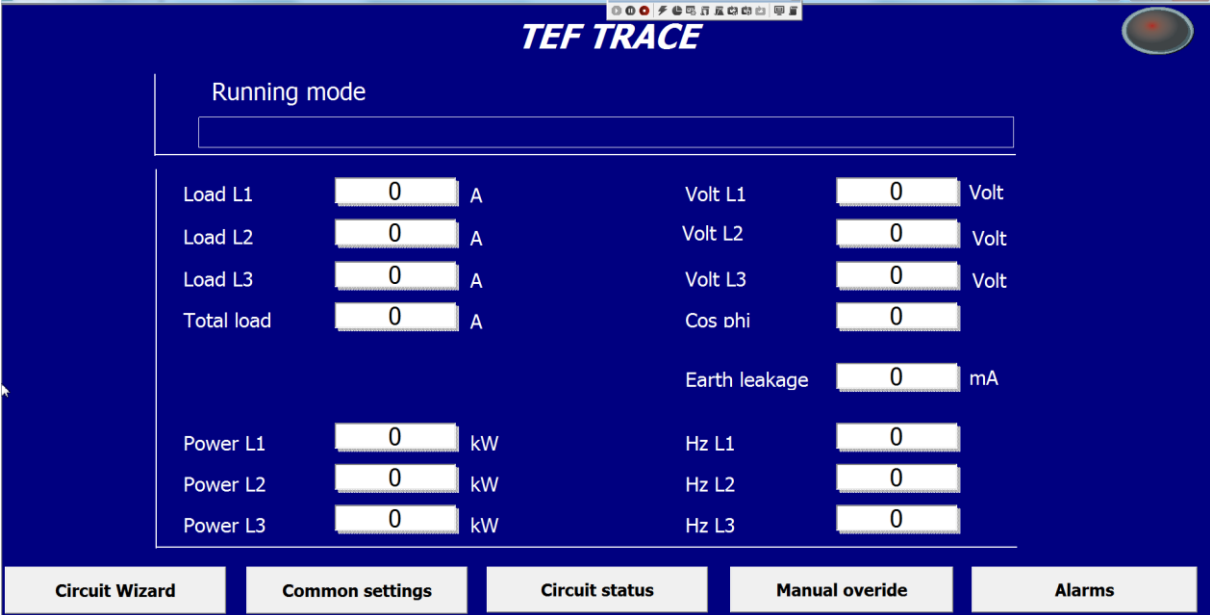 TEF TRACE
Running mode
Load L1 0 A Volt L1 0 Volt
Load L2 0 A Volt L2 0 Volt
Load L3 0 A Volt L3 0 Volt
Total load 0 A Cos phi 0
Earth leakage 0 mA
Power L1 0 kW Hz L1 0
Power L2 0 kW Hz L2 0
Power L3 0 kW Hz L3 0
Circuit Wizard Common settings Circuit status Manual overide Alarms